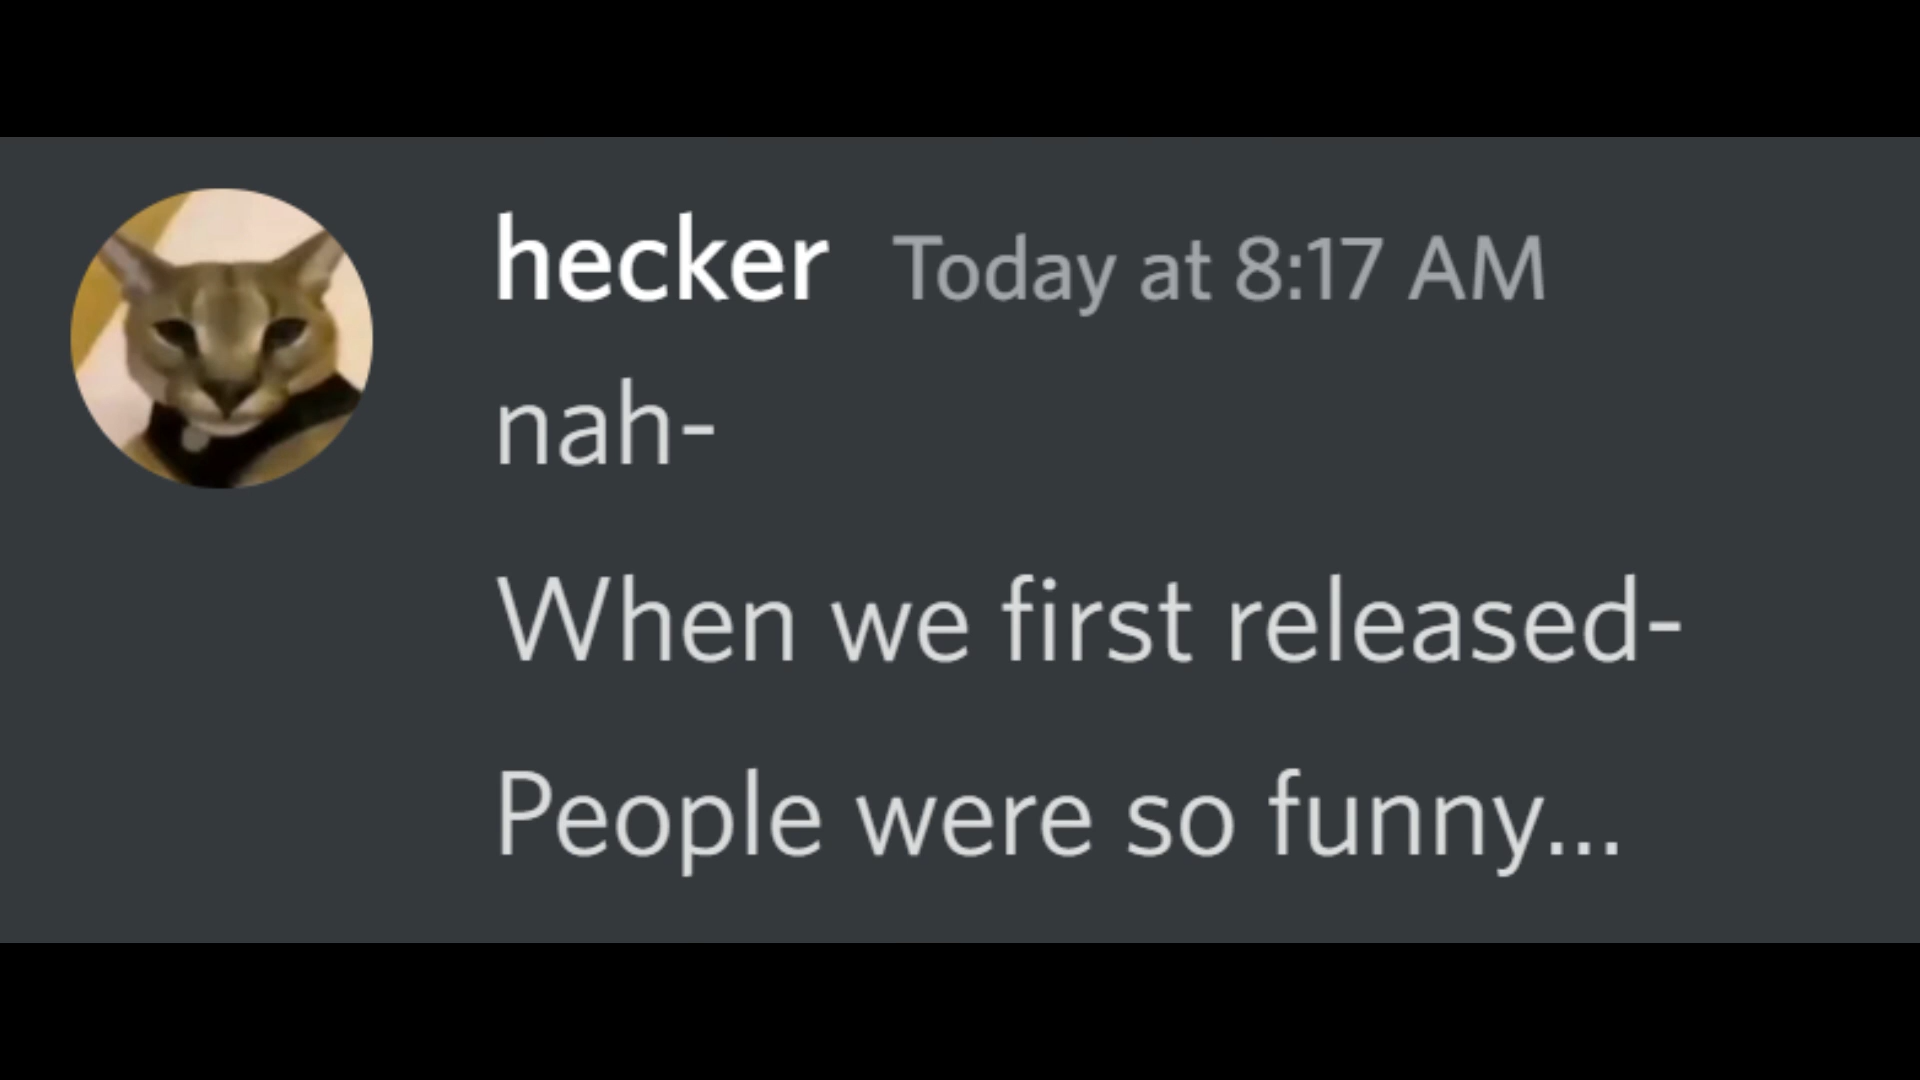 hecker Today at 8:17 AM
nah-
When we first released-
People were so funny...